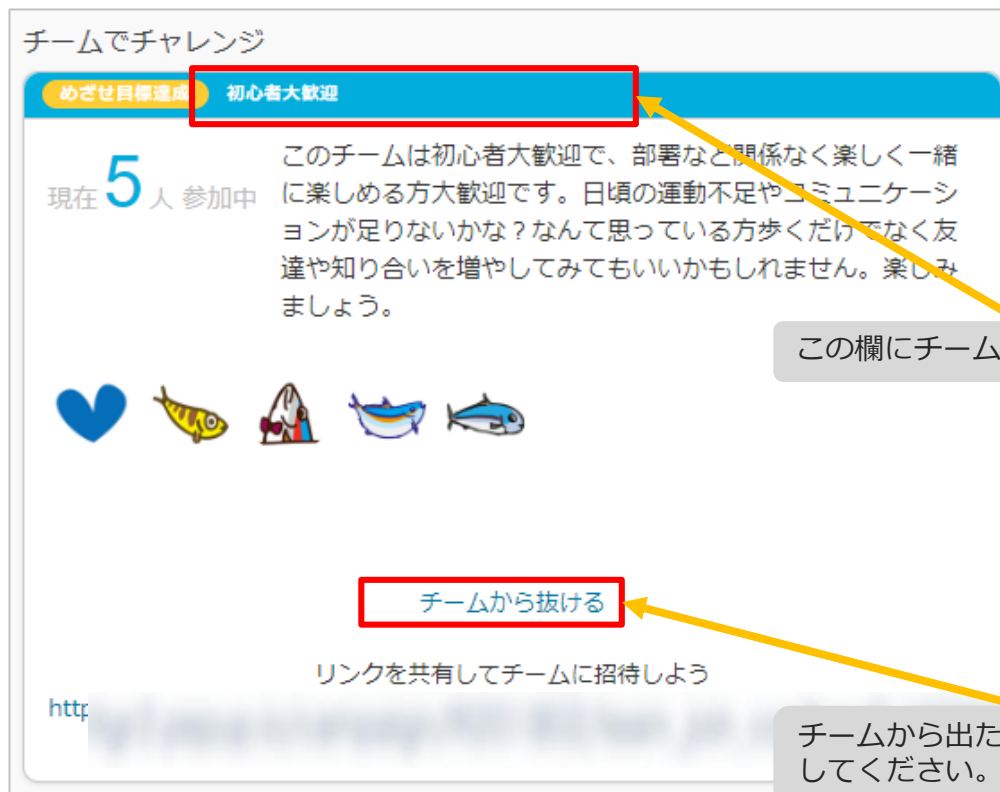 チームでチャレンジ
めざせ目標達成 初心者大歓迎
現在 5 人 参加中
このチームは初心者大歓迎で、部署など関係なく楽しく一緒
に楽しめる方大歓迎です。日頃の運動不足やコミュニケーシ
ョンが足りないかな？なんて思っている方歩くだけでなく友
達や知り合いを増やしてみてもいいかもしれません。楽しみ
ましょう。
この欄にチーム
チームから抜ける
リンクを共有してチームに招待しよう
http
チームから出た
してください。